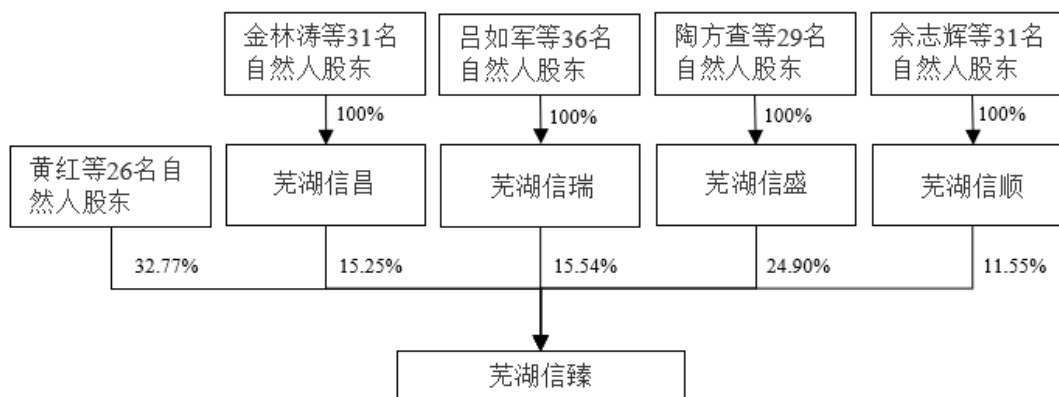 金林涛等31名
自然人股东
吕如军等36名
自然人股东
陶方查等29名
自然人股东
余志辉等31名
自然人股东
100%
100%
100%
100%
黄红等26名自
然人股东
芜湖信昌
芜湖信瑞
芜湖信盛
芜湖信顺
32.77%
15.25%
15.54%
24.90%
11.55%
芜湖信臻